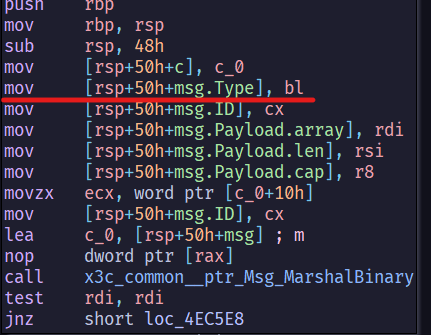 push rbp
mov rbp, rsp
sub rsp, 48h
mov [rsp+50h+c], c_0
mov [rsp+50h+msg.Type], bl
mov [rsp+50h+msg.ID], cx
mov [rsp+50h+msg.Payload.array], rdi
mov [rsp+50h+msg.Payload.len], rsi
mov [rsp+50h+msg.Payload.cap], r8
movzx ecx, word ptr [c_0+10h]
mov [rsp+50h+msg.ID], cx
lea c_0, [rsp+50h+msg] ; m
nop dword ptr [rax]
call x3c_common__ptr_Msg_MarshalBinary
test rdi, rdi
jnz short loc_4EC5E8